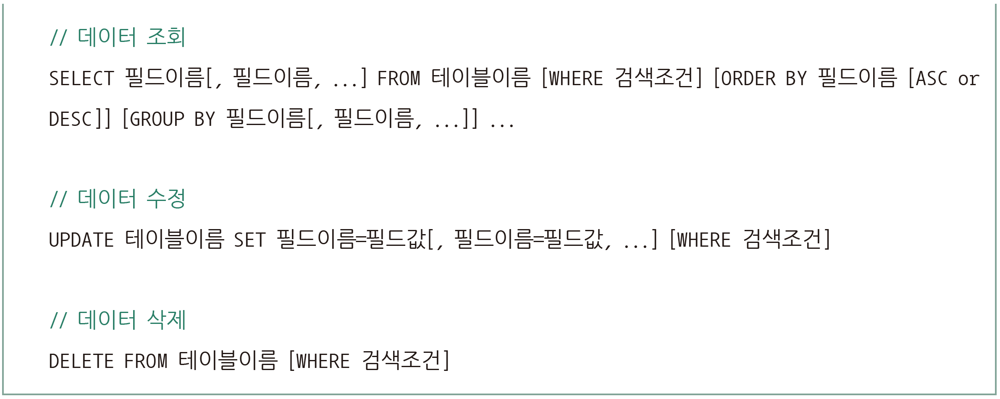 // 데이터 조회
SELECT 필드이름[, 필드이름, ...] FROM 테이블이름 [WHERE 검색조건] [ORDER BY 필드이름 [ASC or
DESC]] [GROUP BY 필드이름[, 필드이름, ...]] ...
// 데이터 수정
UPDATE 테이블이름 SET 필드이름=필드값[, 필드이름=필드값, ...] [WHERE 검색조건]
// 데이터 삭제
DELETE FROM 테이블이름 [WHERE 검색조건]